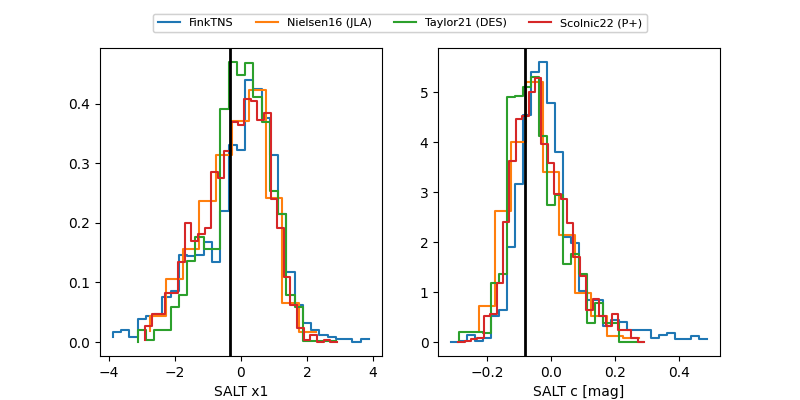 FinkTNS Nielsen16 (JLA) Taylor21 (DES) Scolnic22 (P+)
0.4
0.3
0.2
0.1
0.0
−4 −2 0 2 4
SALT x1
5
4
3
2
1
0
−0.2 0.0 0.2 0.4
SALT c [mag]